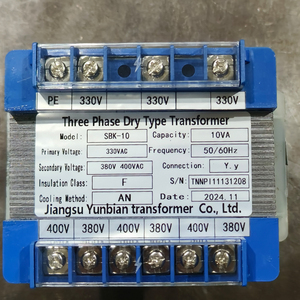 PE 330V 330V 330V
Three Phase Dry Type Transformer
Model: SBK-10 Capacity: 10VA
Primary Voltage: 330VAC Frequency: 50/60Hz
Secondary Voltage: 380V 400VAC Connection: Y.y
Insulation Class: F S/N: TNNP111131208
Cooling Method: AN 2024.11
Jiangsu Yunbian transformer Co., Ltd.
400V 380V 400V 380V 400V 380V